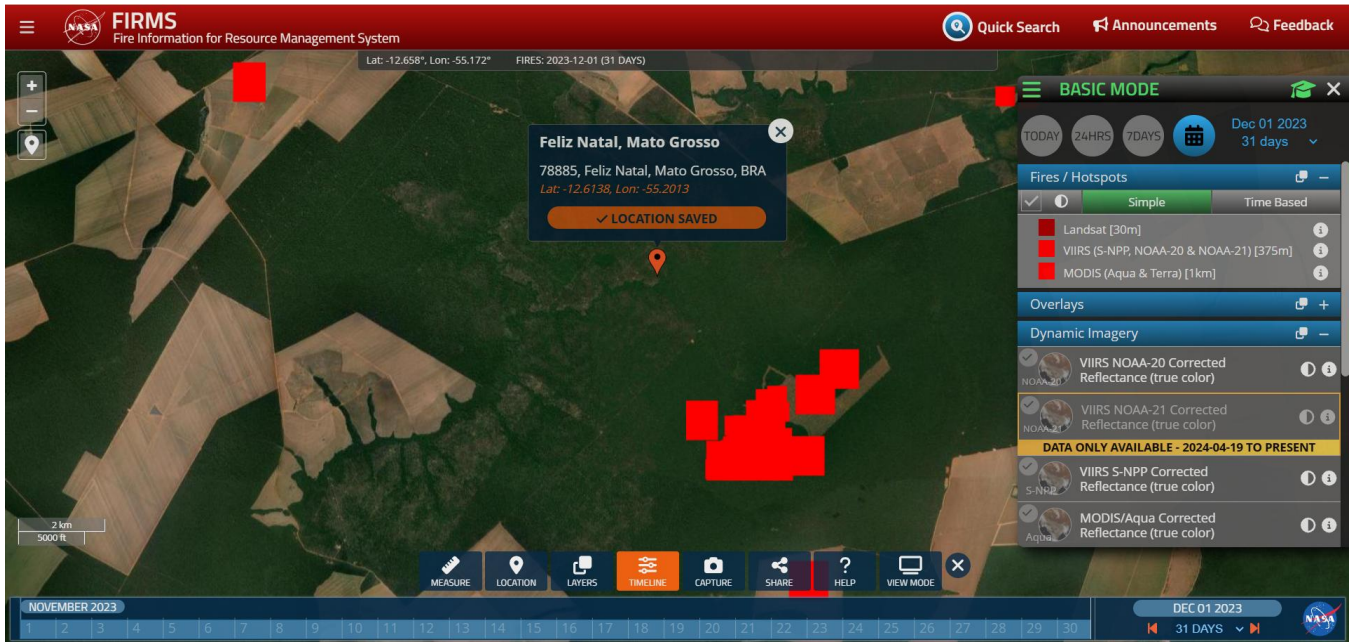 NASA
FIRMS
Fire Information for Resource Management System
Quick Search
Announcements
Feedback
Lat: -12.658°, Lon: -55.172° FIRES: 2023-12-01 (31 DAYS)
+
−
Feliz Natal, Mato Grosso
78885, Feliz Natal, Mato Grosso, BRA
Lat: -12.6138, Lon: -55.2013
LOCATION SAVED
BASIC MODE
TODAY
24HRS
7DAYS
Dec 01 2023
31 days
Fires / Hotspots
Simple
Time Based
Landsat [30m]
VIIRS (S-NPP, NOAA-20 & NOAA-21) [375m]
MODIS (Aqua & Terra) [1km]
Overlays
Dynamic Imagery
NOAA-20
VIIRS NOAA-20 Corrected
Reflectance (true color)
NOAA-21
VIIRS NOAA-21 Corrected
Reflectance (true color)
DATA ONLY AVAILABLE - 2024-04-19 TO PRESENT
S-NPP
VIIRS S-NPP Corrected
Reflectance (true color)
Aqua
MODIS/Aqua Corrected
Reflectance (true color)
2 km
5000 ft
MEASURE
LOCATION
LAYERS
TIMELINE
CAPTURE
SHARE
HELP
VIEW MODE
NOVEMBER 2023
1 2 3 4 5 6 7 8 9 10 11 12 13 14 15 16 17 18 19 20 21 22 23 24 25 26 27 28 29 30
DEC 01 2023
31 DAYS
NASA